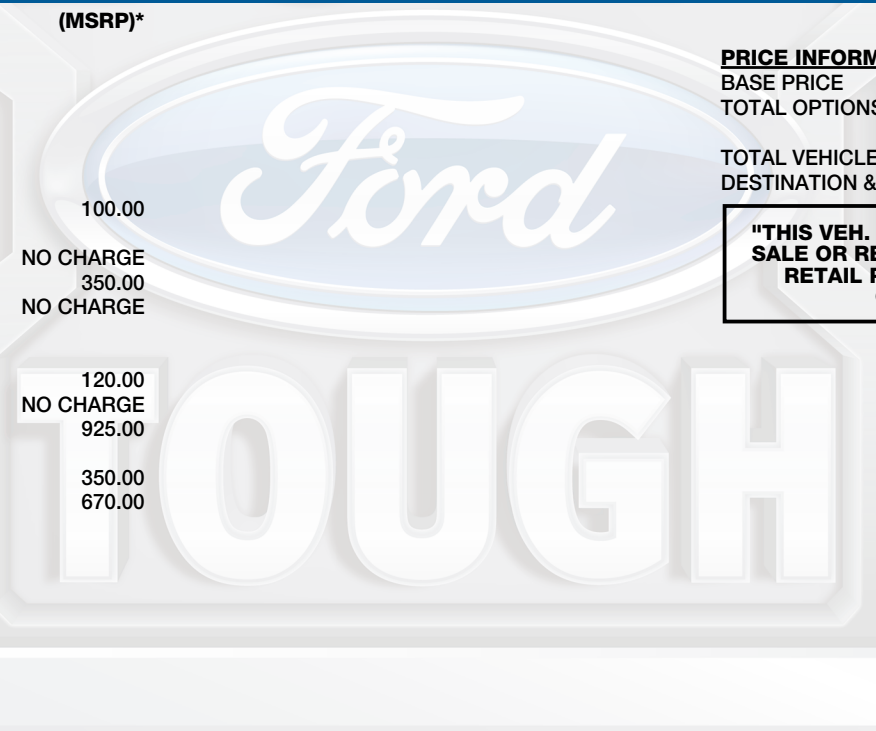 (MSRP)*
100.00
NO CHARGE
350.00
NO CHARGE
120.00
NO CHARGE
925.00
350.00
670.00
PRICE INFORM
BASE PRICE
TOTAL OPTIONS
TOTAL VEHICLE
DESTINATION &
"THIS VEH.
SALE OR RE
RETAIL
Ford
TOUGH